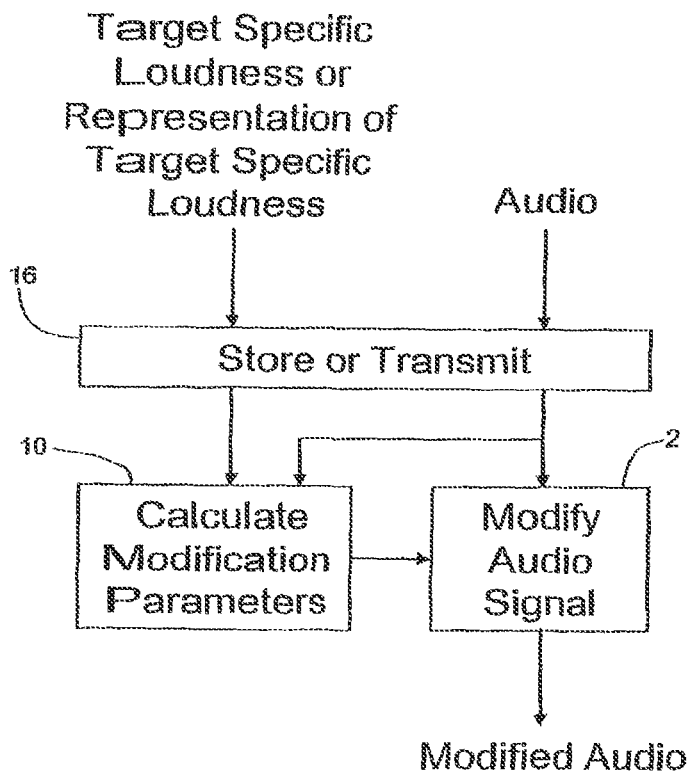 Target Specific
Loudness or
Representation of
Target Specific
Loudness
Audio
16
Store or Transmit
10
2
Calculate
Modification
Parameters
Modify
Audio
Signal
Modified Audio